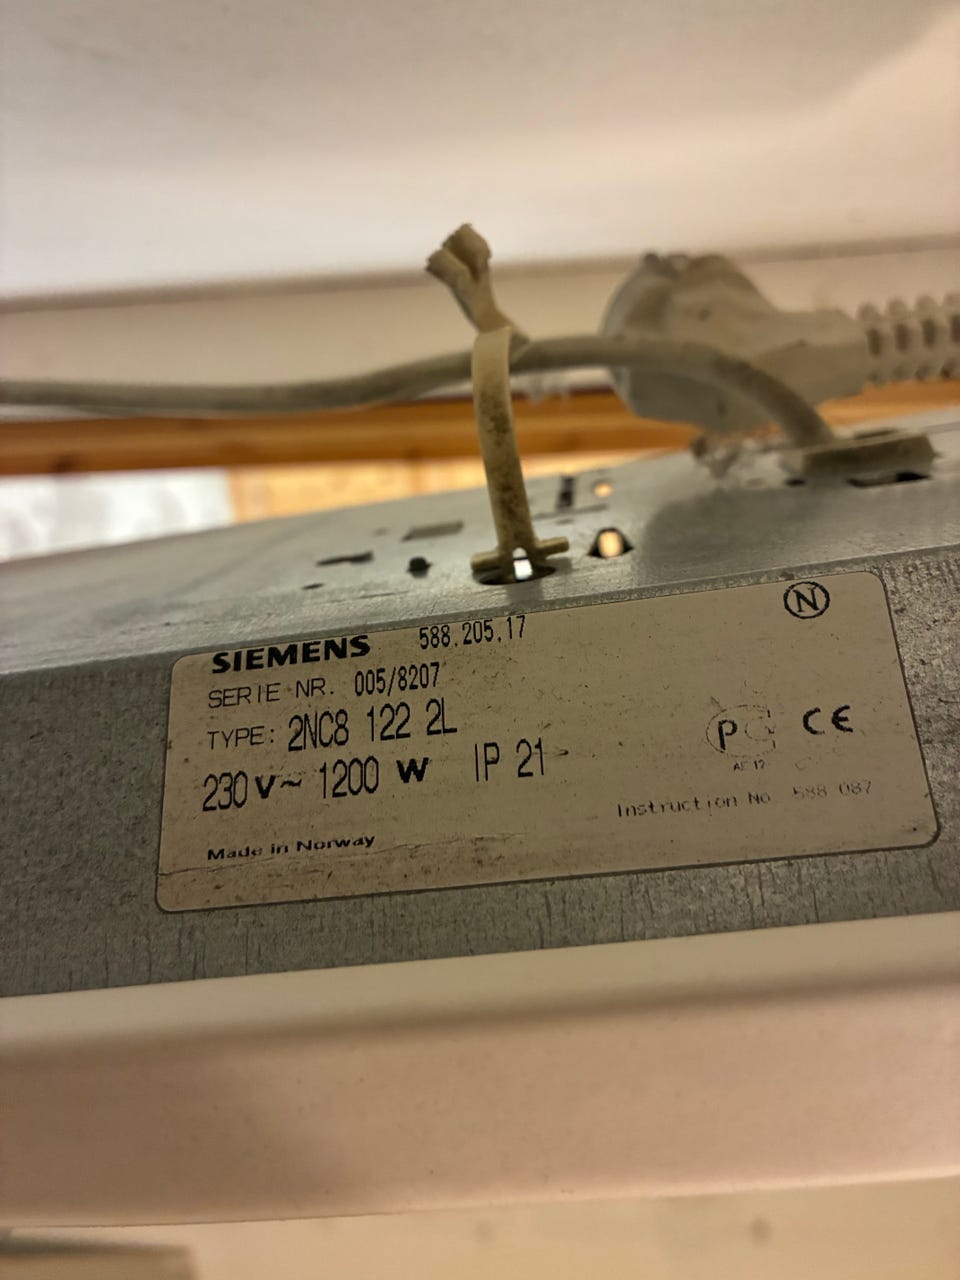 SIEMENS 588.205.17
N
SERIE NR. 005/8207
TYPE: 2NC8 122 2L
230 V~ 1200 W IP 21
CE
Instruction No 588 087
Made in Norway